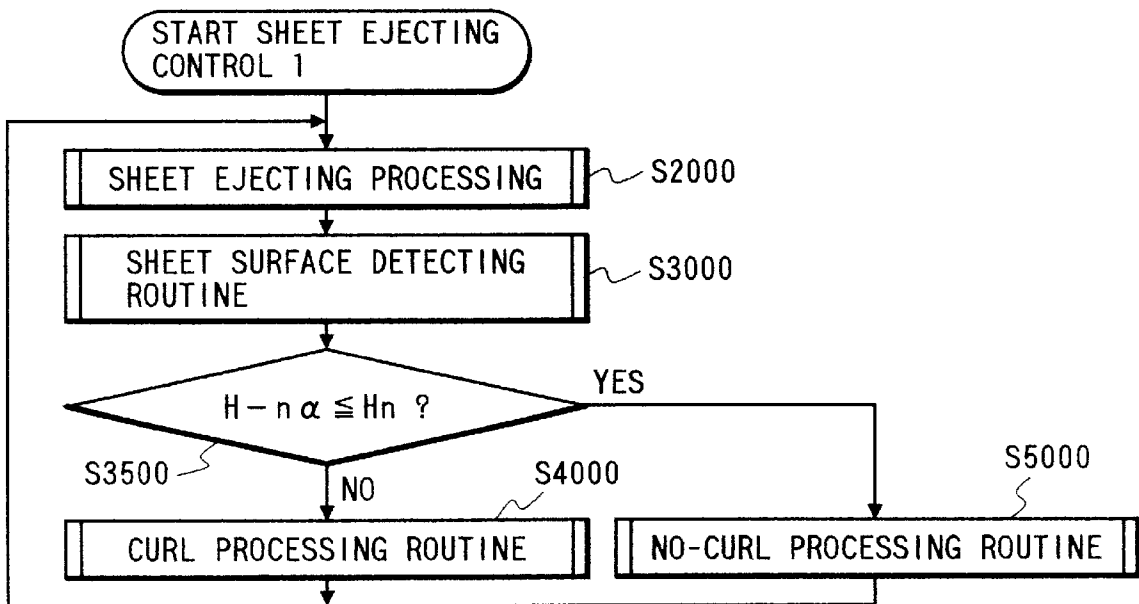 START SHEET EJECTING
CONTROL 1
SHEET EJECTING PROCESSING
S2000
SHEET SURFACE DETECTING
ROUTINE
S3000
YES
H-nα≦Hn ?
S3500
NO
S4000
S5000
CURL PROCESSING ROUTINE
NO-CURL PROCESSING ROUTINE